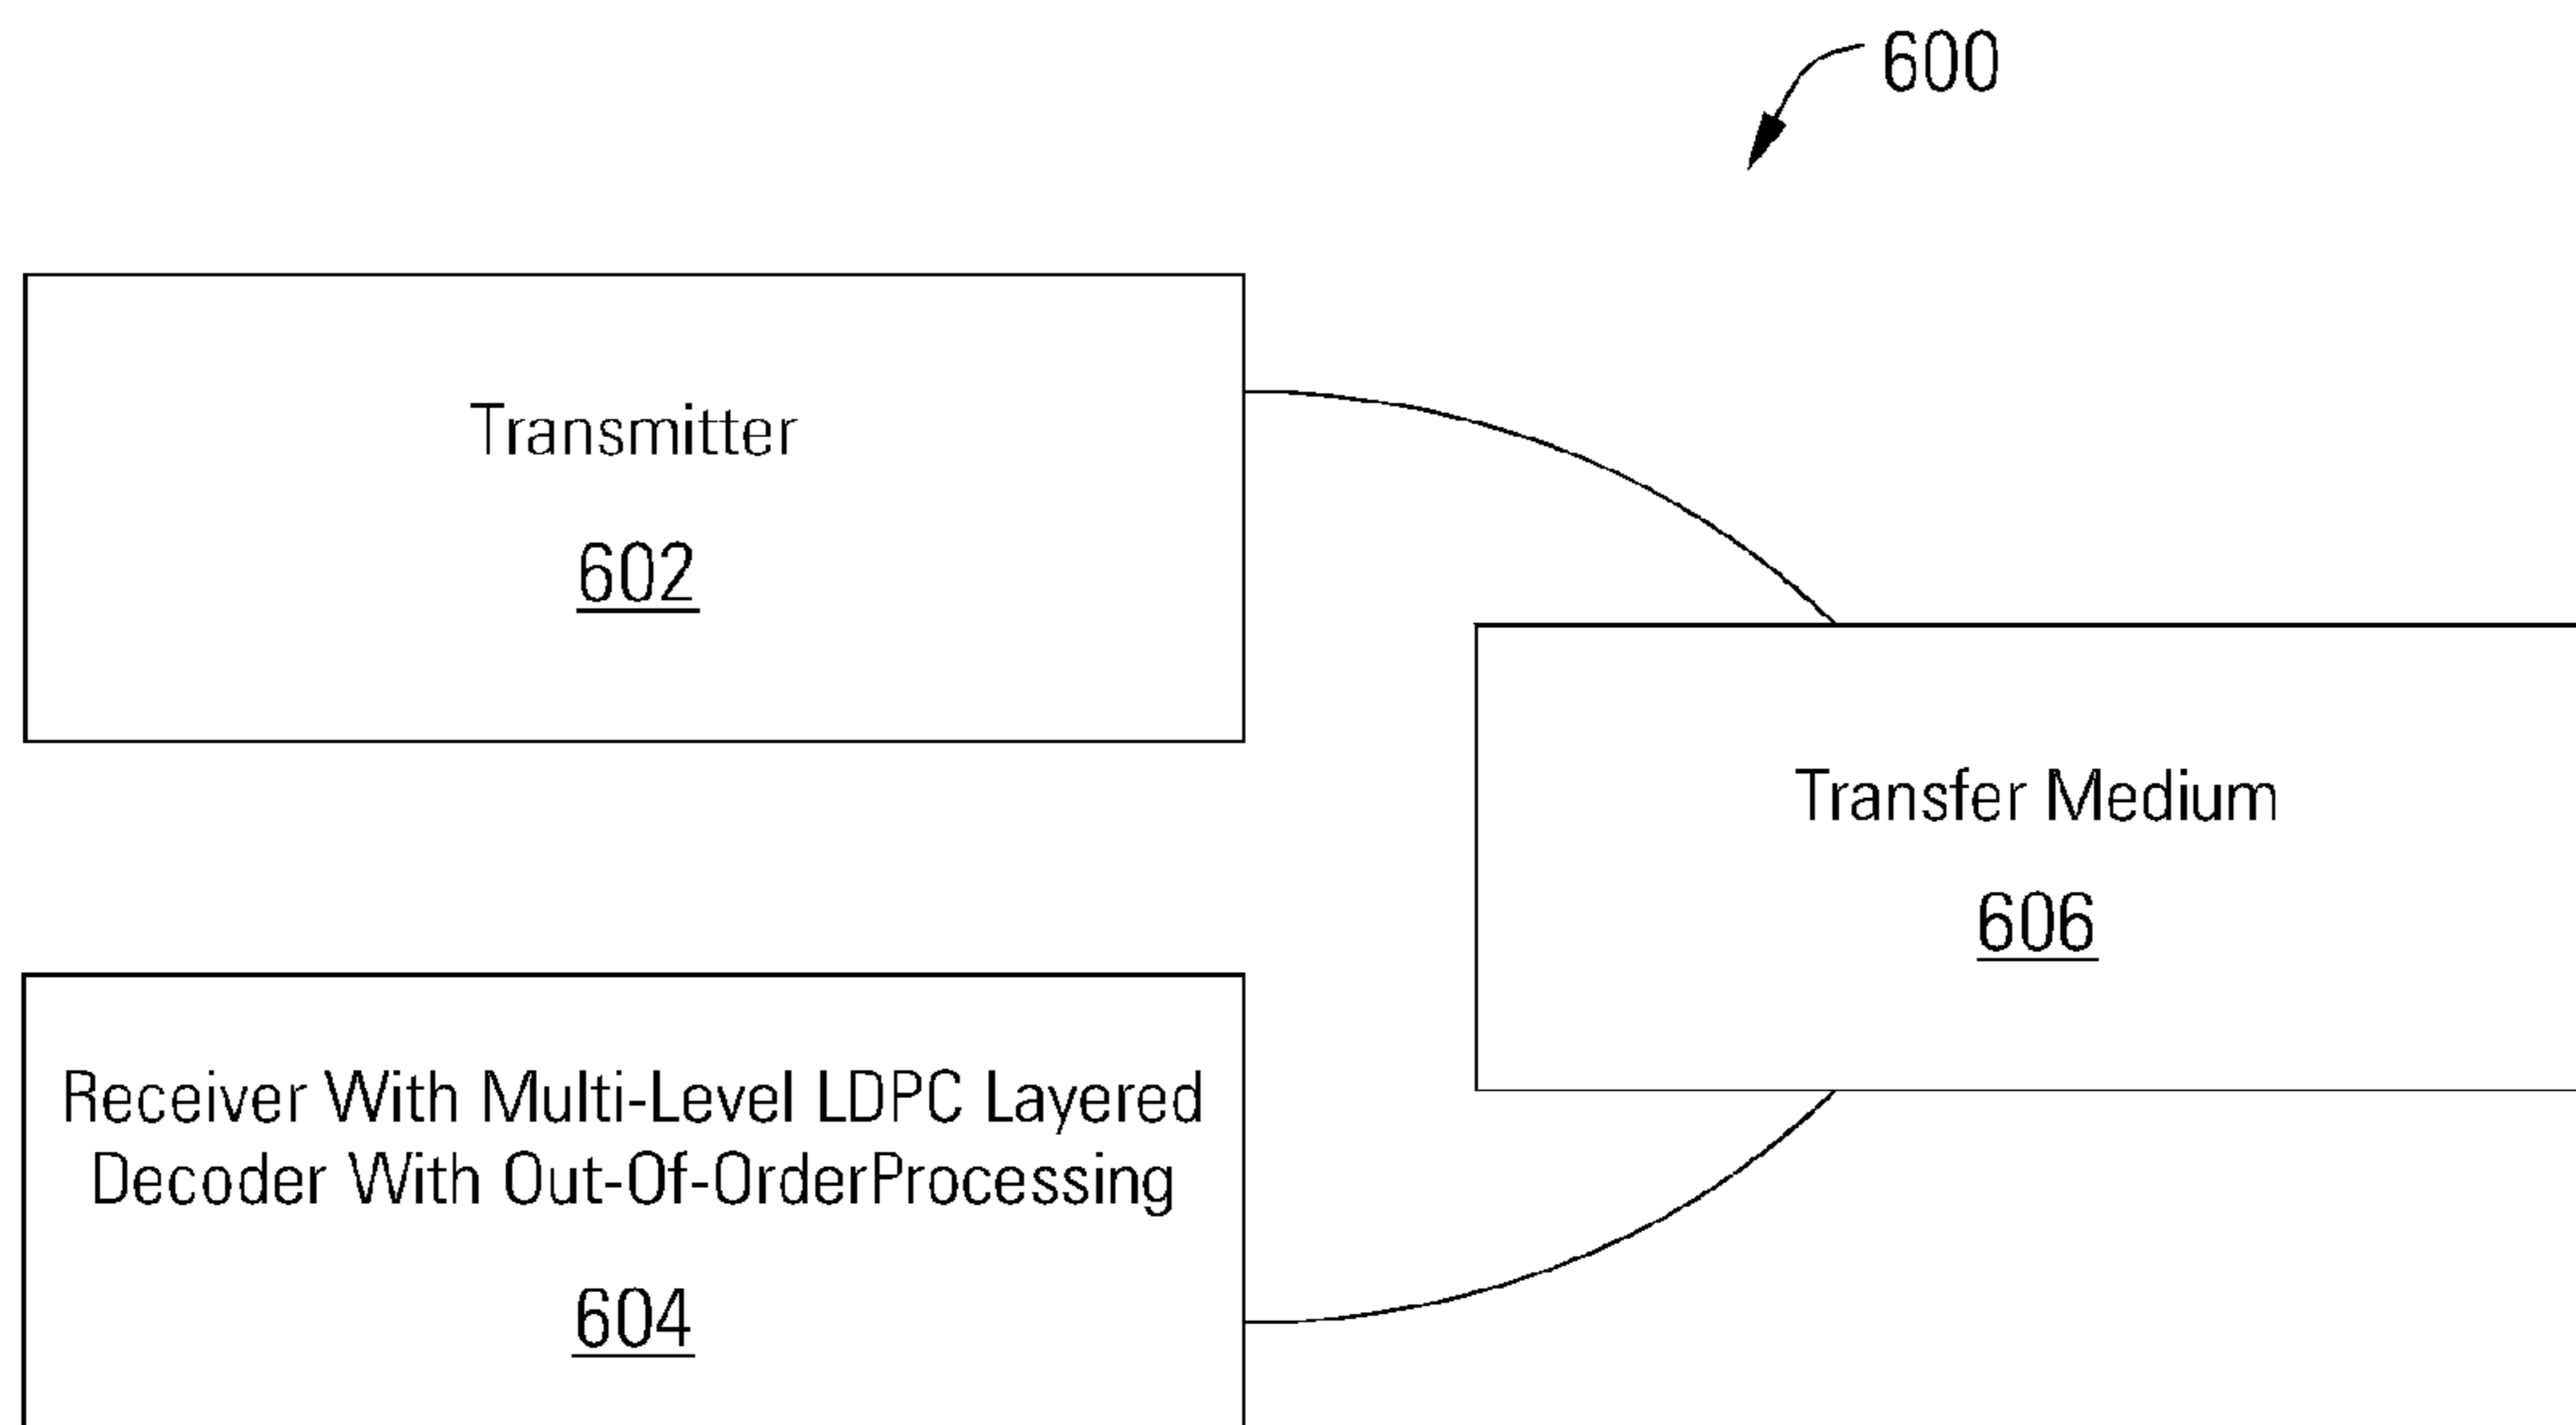 600
Transmitter
602
Transfer Medium
606
Receiver With Multi-Level LDPC Layered
Decoder With Out-Of-OrderProcessing
604